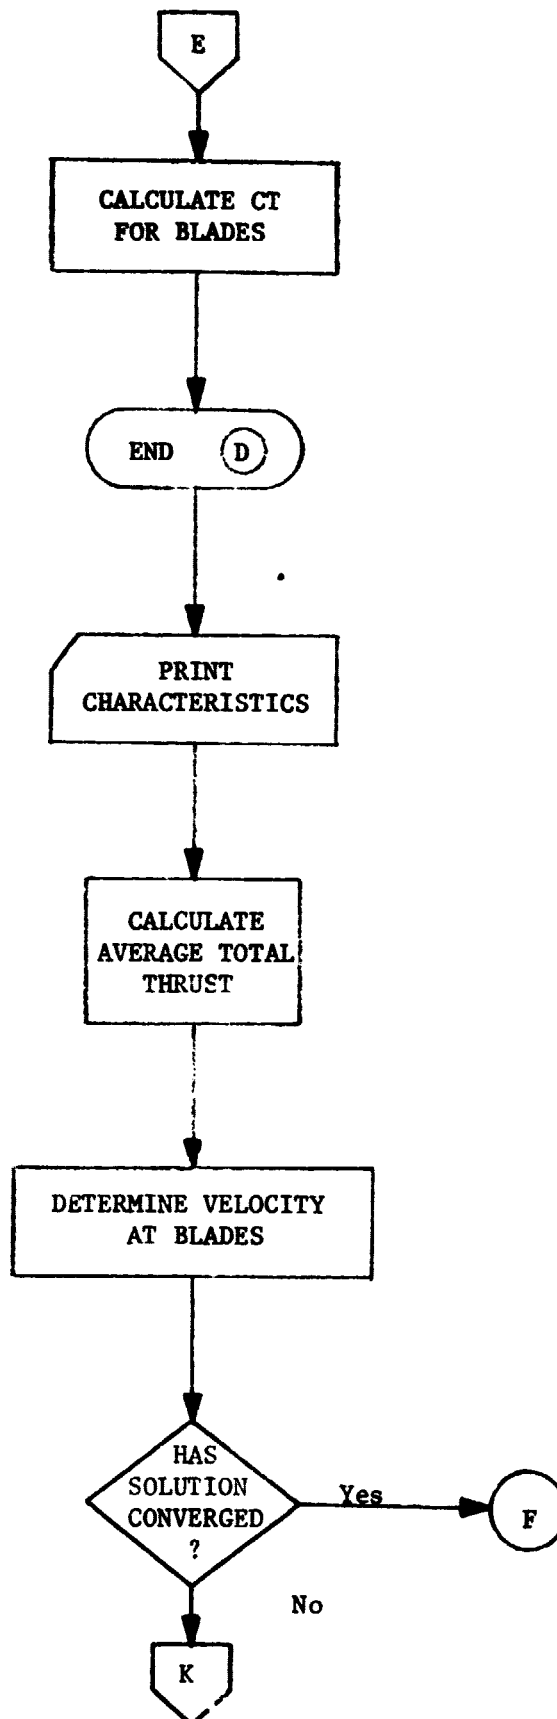 E
CALCULATE CT
FOR BLADES
END D
PRINT
CHARACTERISTICS
CALCULATE
AVERAGE TOTAL
THRUST
DETERMINE VELOCITY
AT BLADES
HAS
SOLUTION
CONVERGED
?
Yes
F
No
K